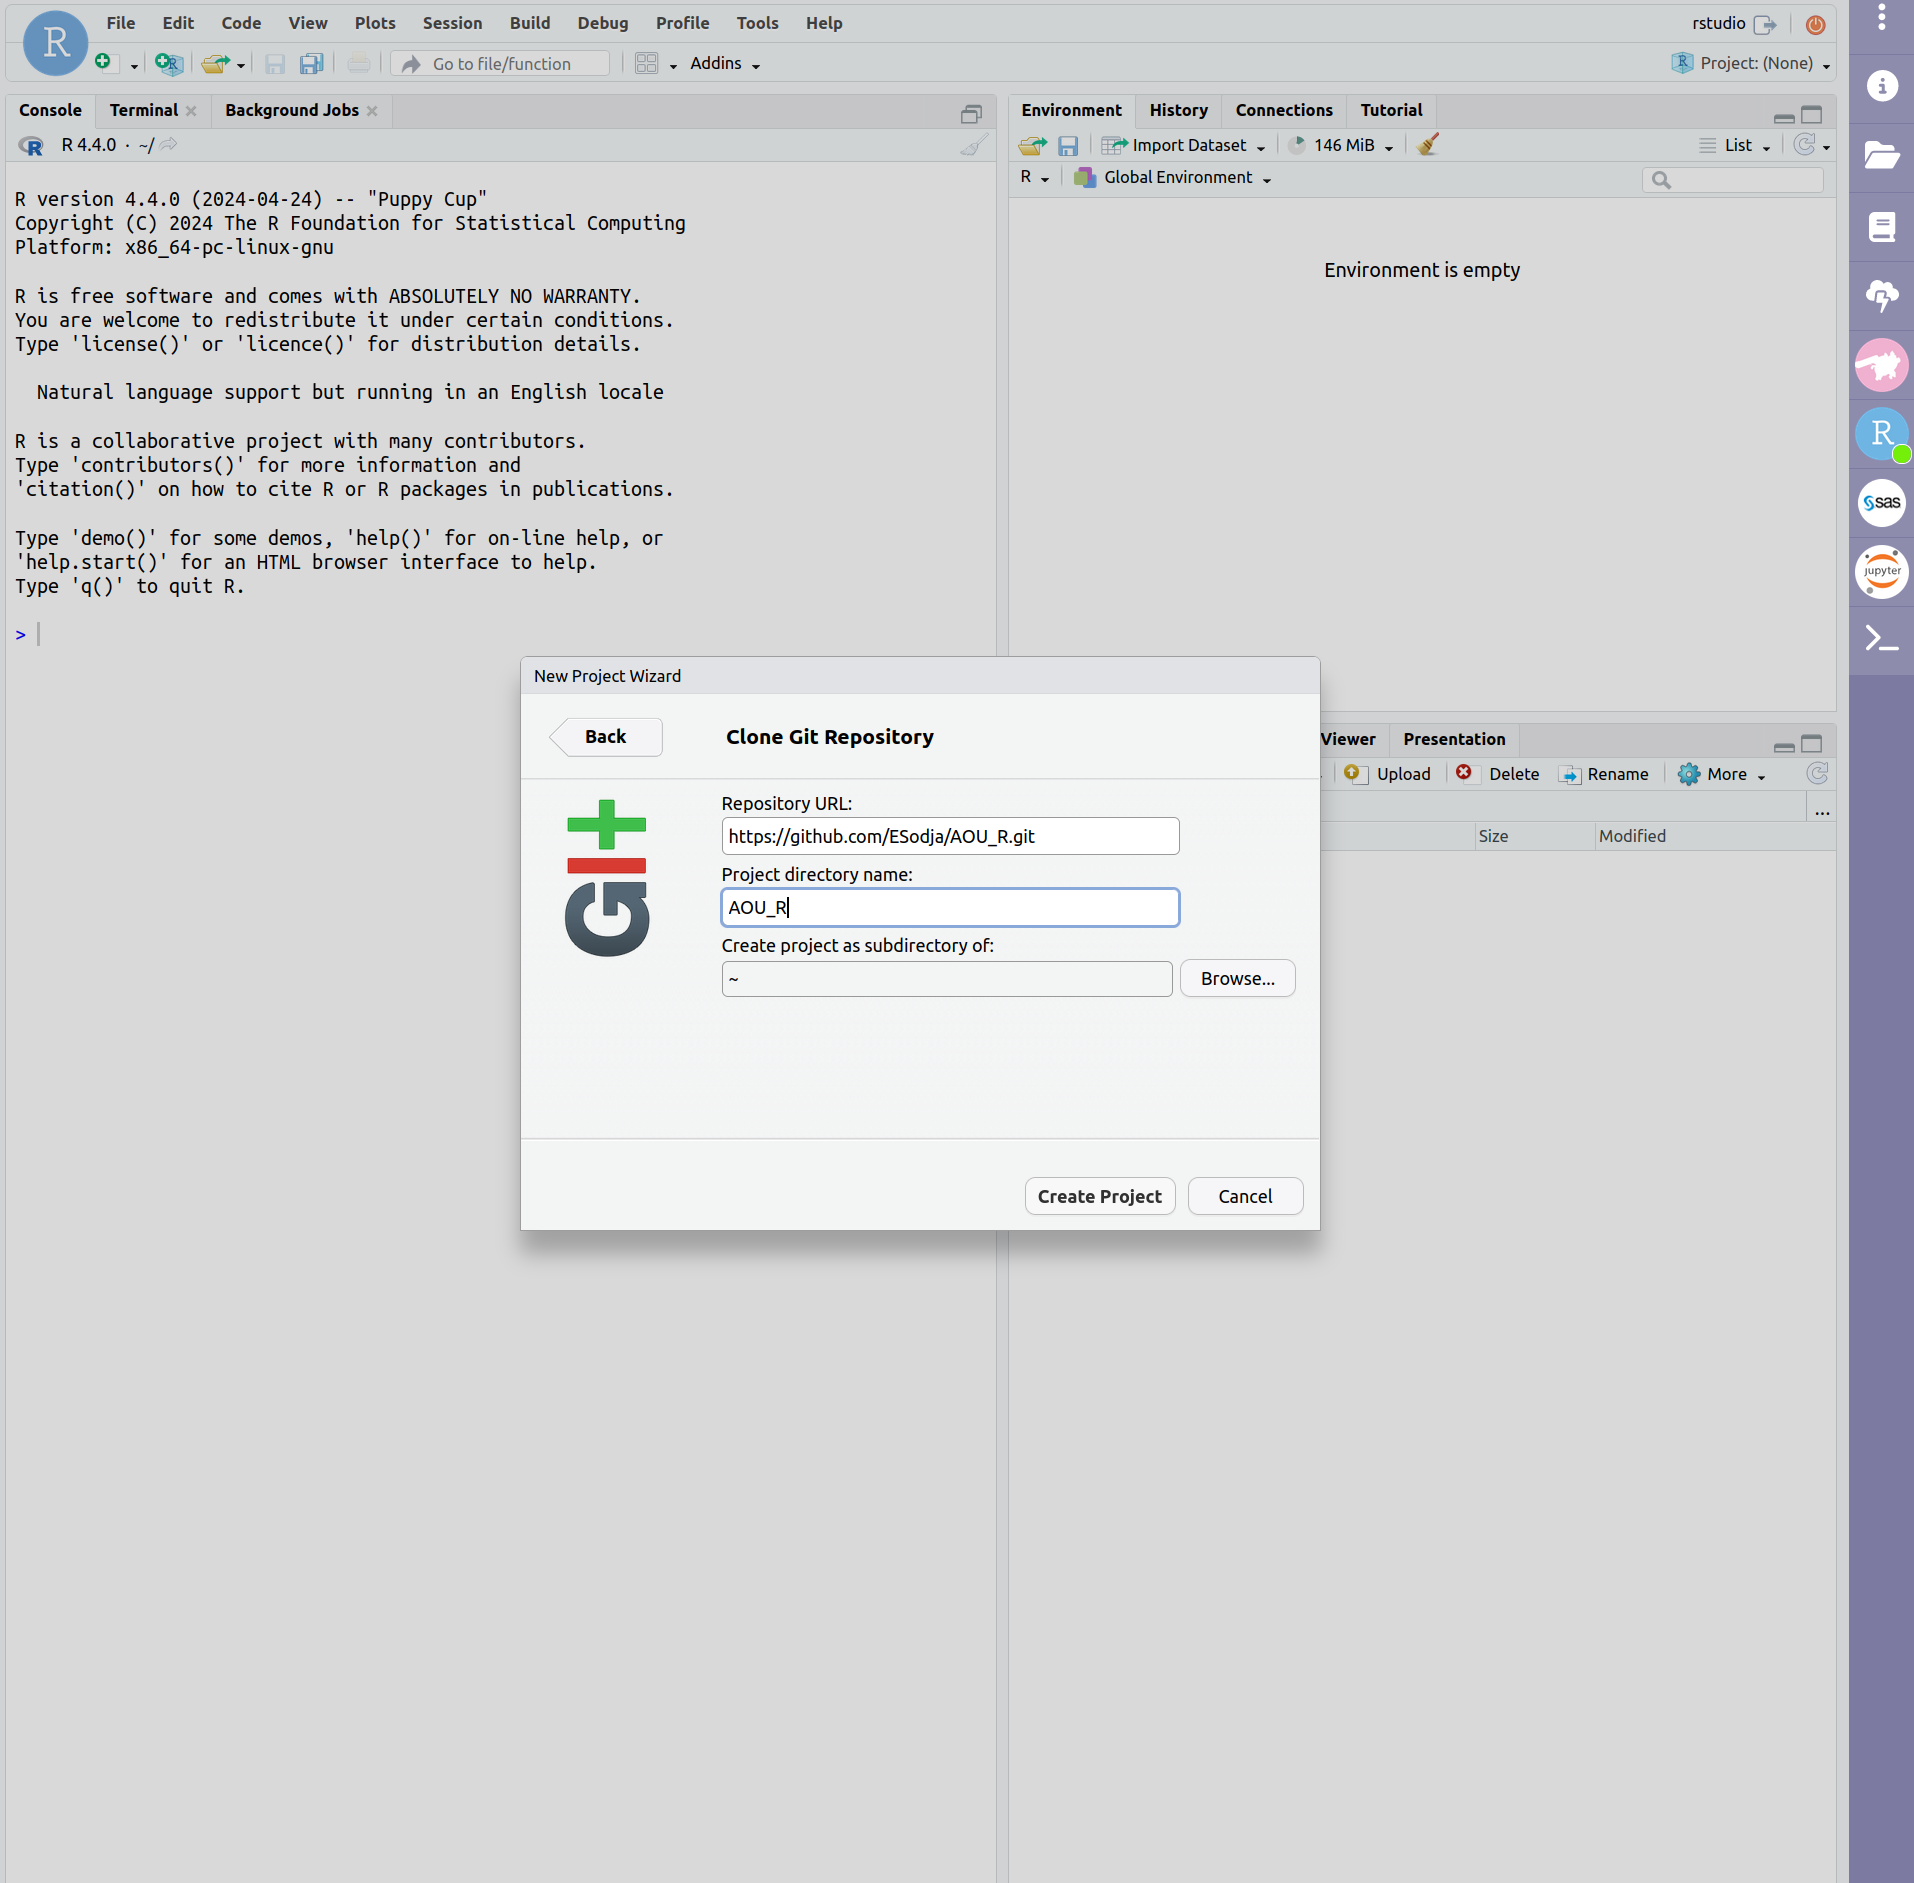 R File Edit Code View Plots Session Build Debug Profile Tools Help rstudio
Go to file/function Addins Project: (None)
Console Terminal Background Jobs
R 4.4.0 · ~/
R version 4.4.0 (2024-04-24) -- "Puppy Cup"
Copyright (C) 2024 The R Foundation for Statistical Computing
Platform: x86_64-pc-linux-gnu
R is free software and comes with ABSOLUTELY NO WARRANTY.
You are welcome to redistribute it under certain conditions.
Type 'license()' or 'licence()' for distribution details.
Natural language support but running in an English locale
R is a collaborative project with many contributors.
Type 'contributors()' for more information and
'citation()' on how to cite R or R packages in publications.
Type 'demo()' for some demos, 'help()' for on-line help, or
'help.start()' for an HTML browser interface to help.
Type 'q()' to quit R.
>
Environment History Connections Tutorial
Import Dataset 146 MiB List
R Global Environment
Environment is empty
Viewer Presentation
Upload Delete Rename More
...
Size Modified
New Project Wizard
Back Clone Git Repository
Git
Repository URL:
https://github.com/ESodja/AOU_R.git
Project directory name:
AOU_R
Create project as subdirectory of:
~ Browse...
Create Project Cancel
R
sas
jupyter